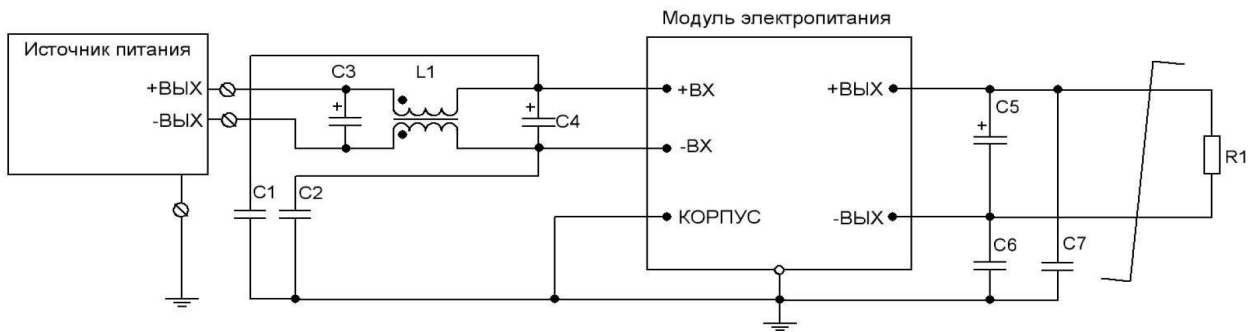 Модуль электропитания
Источник питания
+ВЫХ
-ВЫХ
C3
L1
+
+
C4
C1
C2
+ВХ
-ВХ
КОРПУС
+ВЫХ
-ВЫХ
C5
+
C6
C7
R1